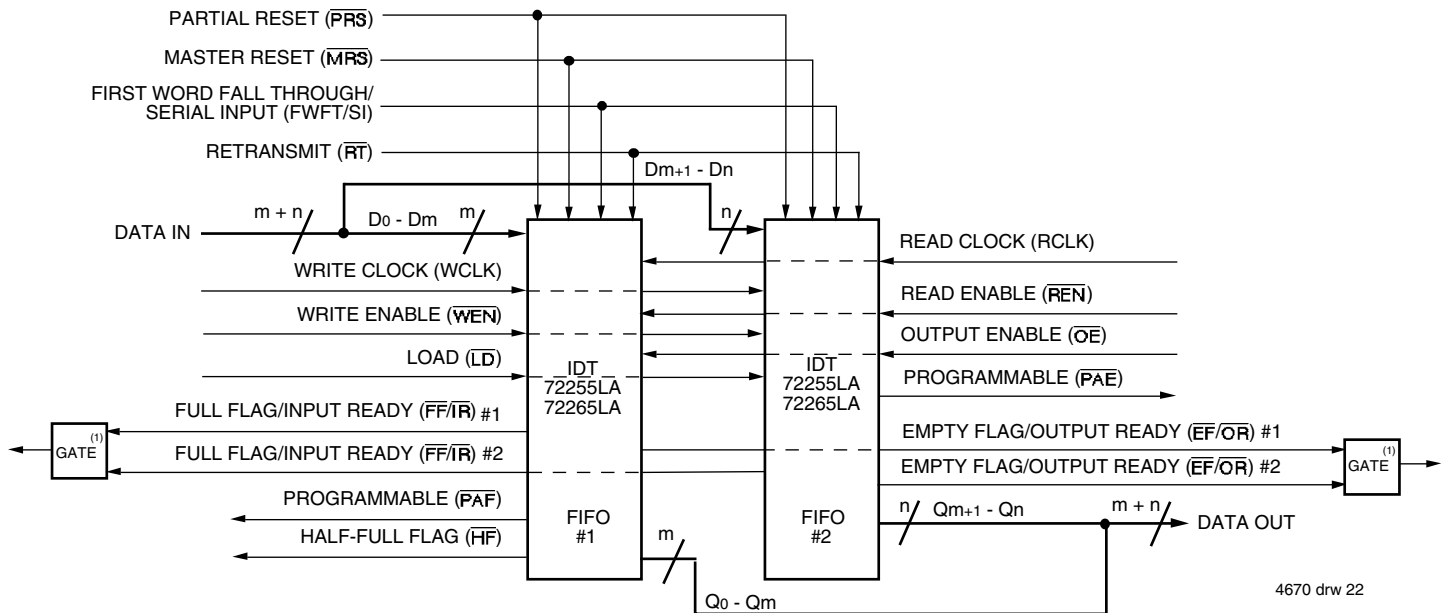 PARTIAL RESET (PRS)
MASTER RESET (MRS)
FIRST WORD FALL THROUGH/
SERIAL INPUT (FWFT/SI)
RETRANSMIT (RT)
Dm+1 - Dn
m + n
D0 - Dm
m
n
DATA IN
READ CLOCK (RCLK)
WRITE CLOCK (WCLK)
READ ENABLE (REN)
WRITE ENABLE (WEN)
OUTPUT ENABLE (OE)
LOAD (LD)
IDT
72255LA
72265LA
IDT
72255LA
72265LA
PROGRAMMABLE (PAE)
FULL FLAG/INPUT READY (FF/IR) #1
EMPTY FLAG/OUTPUT READY (EF/OR) #1
GATE (1)
FULL FLAG/INPUT READY (FF/IR) #2
EMPTY FLAG/OUTPUT READY (EF/OR) #2
GATE (1)
PROGRAMMABLE (PAF)
FIFO
#1
FIFO
#2
n
Qm+1 - Qn
m + n
DATA OUT
HALF-FULL FLAG (HF)
m
Q0 - Qm
4670 drw 22